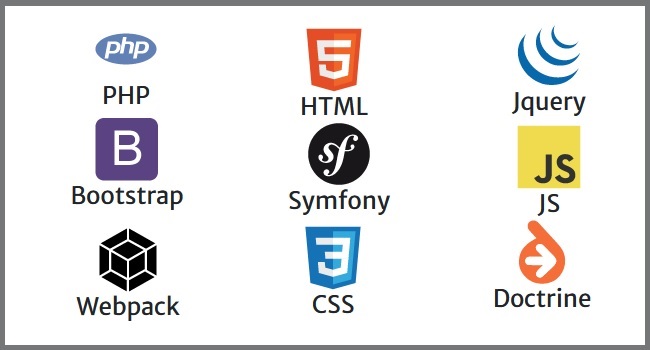 php
PHP
5
HTML
Jquery
B
Bootstrap
sf
Symfony
JS
JS
Webpack
3
CSS
Doctrine